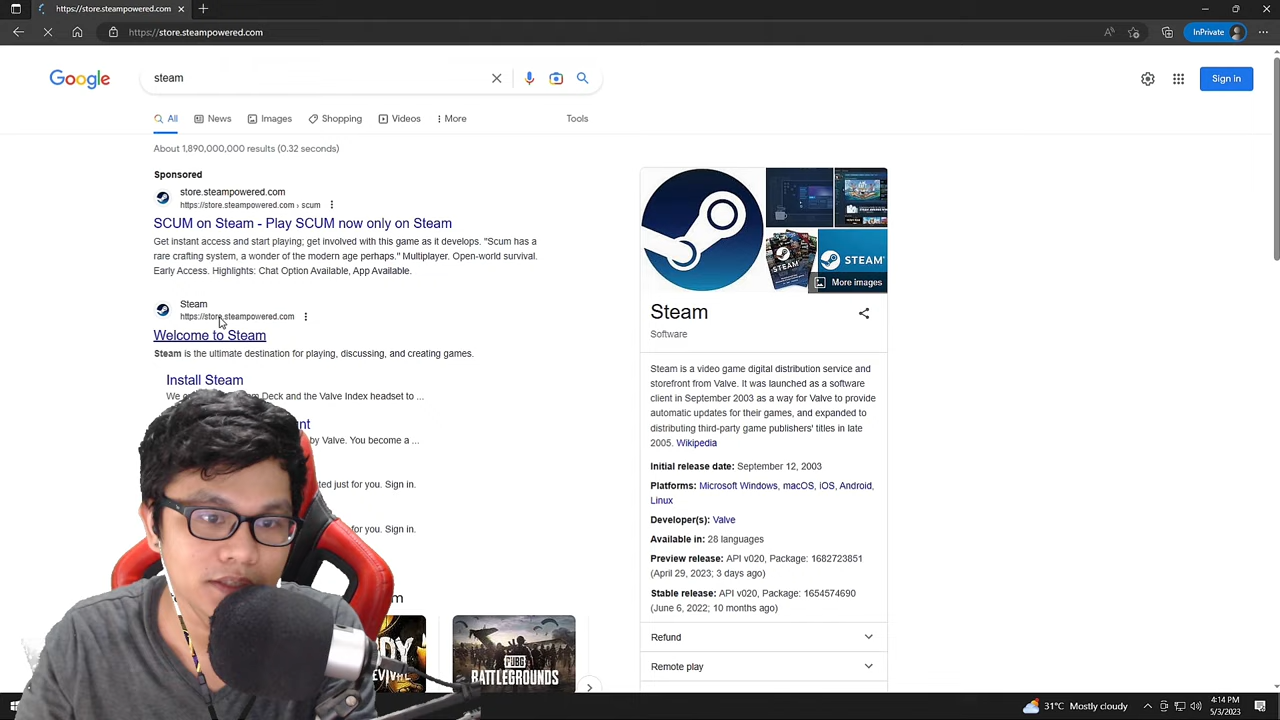 https://store.steampowered.com
https://store.steampowered.com
InPrivate
Google
steam
Sign in
All
News
Images
Shopping
Videos
More
Tools
About 1,890,000,000 results (0.32 seconds)
Sponsored
store.steampowered.com
https://store.steampowered.com › scum
SCUM on Steam - Play SCUM now only on Steam
Get instant access and start playing; get involved with this game as it develops. "Scum has a
rare crafting system, a wonder of the modern age perhaps." Multiplayer. Open-world survival.
Early Access. Highlights: Chat Option Available, App Available.
Steam
https://store.steampowered.com
Welcome to Steam
Steam is the ultimate destination for playing, discussing, and creating games.
Install Steam
Deck and the Valve Index headset to ...
by Valve. You become a ...
just for you. Sign in.
for you. Sign in.
PUBG
BATTLEGROUNDS
STEAM
More images
Steam
Software
Steam is a video game digital distribution service and
storefront from Valve. It was launched as a software
client in September 2003 as a way for Valve to provide
automatic updates for their games, and expanded to
distributing third-party game publishers' titles in late
2005. Wikipedia
Initial release date: September 12, 2003
Platforms: Microsoft Windows, macOS, iOS, Android,
Linux
Developer(s): Valve
Available in: 28 languages
Preview release: API v020, Package: 1682723851
(April 29, 2023; 3 days ago)
Stable release: API v020, Package: 1654574690
(June 6, 2022; 10 months ago)
Refund
Remote play
31°C Mostly cloudy
4:14 PM
5/3/2023